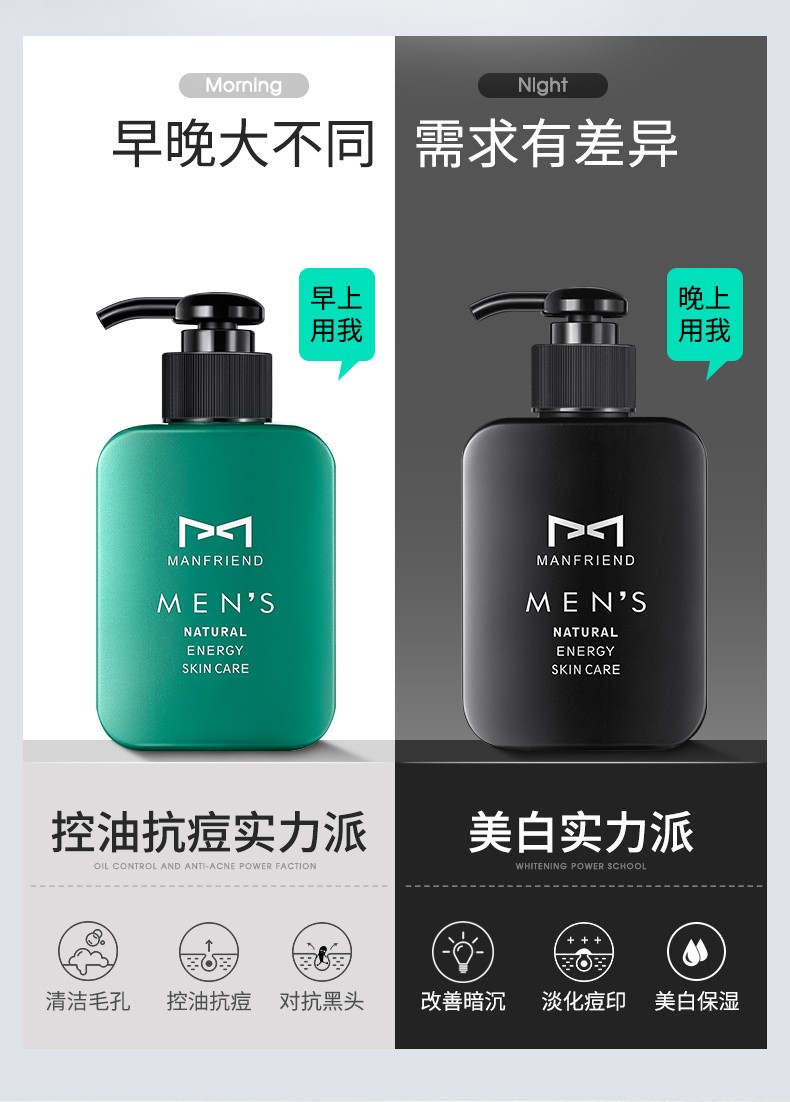 Morning
Night
早晚大不同 需求有差异
早上
用我
晚上
用我
MANFRIEND
MEN'S
NATURAL
ENERGY
SKIN CARE
MANFRIEND
MEN'S
NATURAL
ENERGY
SKIN CARE
控油抗痘实力派
OIL CONTROL AND ANTI-ACNE POWER FACTION
美白实力派
WHITENING POWER SCHOOL
清洁毛孔
控油抗痘
对抗黑头
改善暗沉
淡化痘印
美白保湿